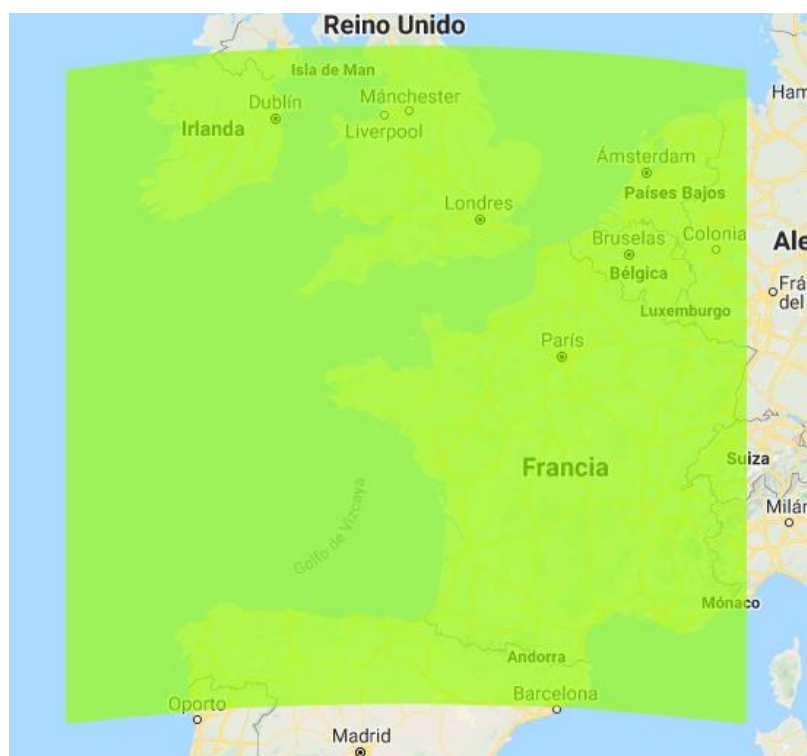 Reino Unido
Isla de Man
Ham
Dublín
Mánchester
Irlanda
Liverpool
Ámsterdam
Países Bajos
Londres
Bruselas
Colonia
Ale
Bélgica
Frá
del
Luxemburgo
París
Francia
Suiza
Milán
Golfo de Vizcaya
Mónaco
Andorra
Oporto
Barcelona
Madrid